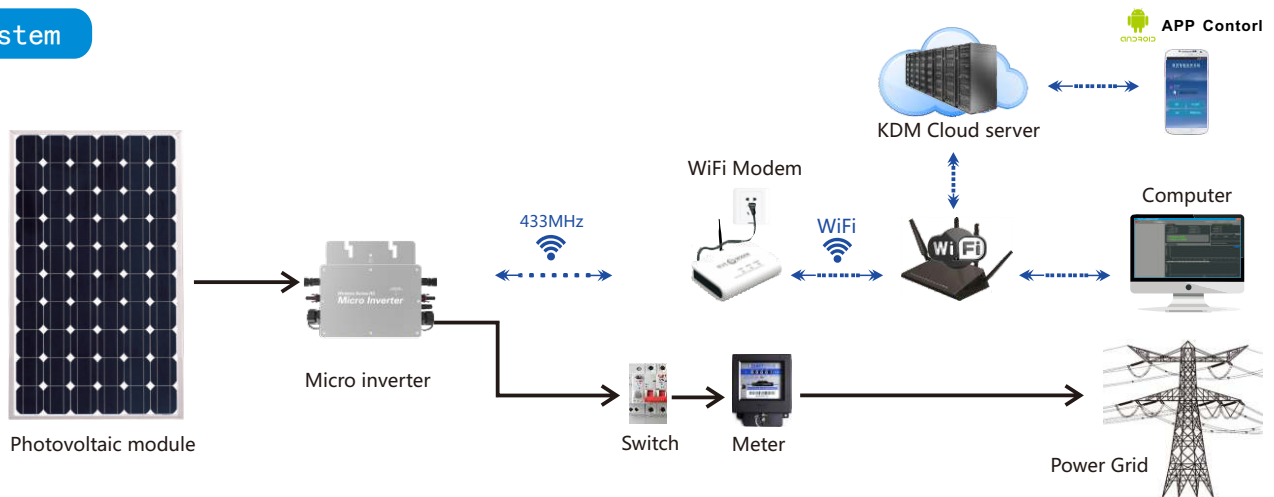 stem
ANDROID
APP Contorl
KDM Cloud server
WiFi Modem
Computer
433MHz
WiFi
Wi Fi
Micro Inverter
Micro inverter
Photovoltaic module
Switch
Meter
Power Grid